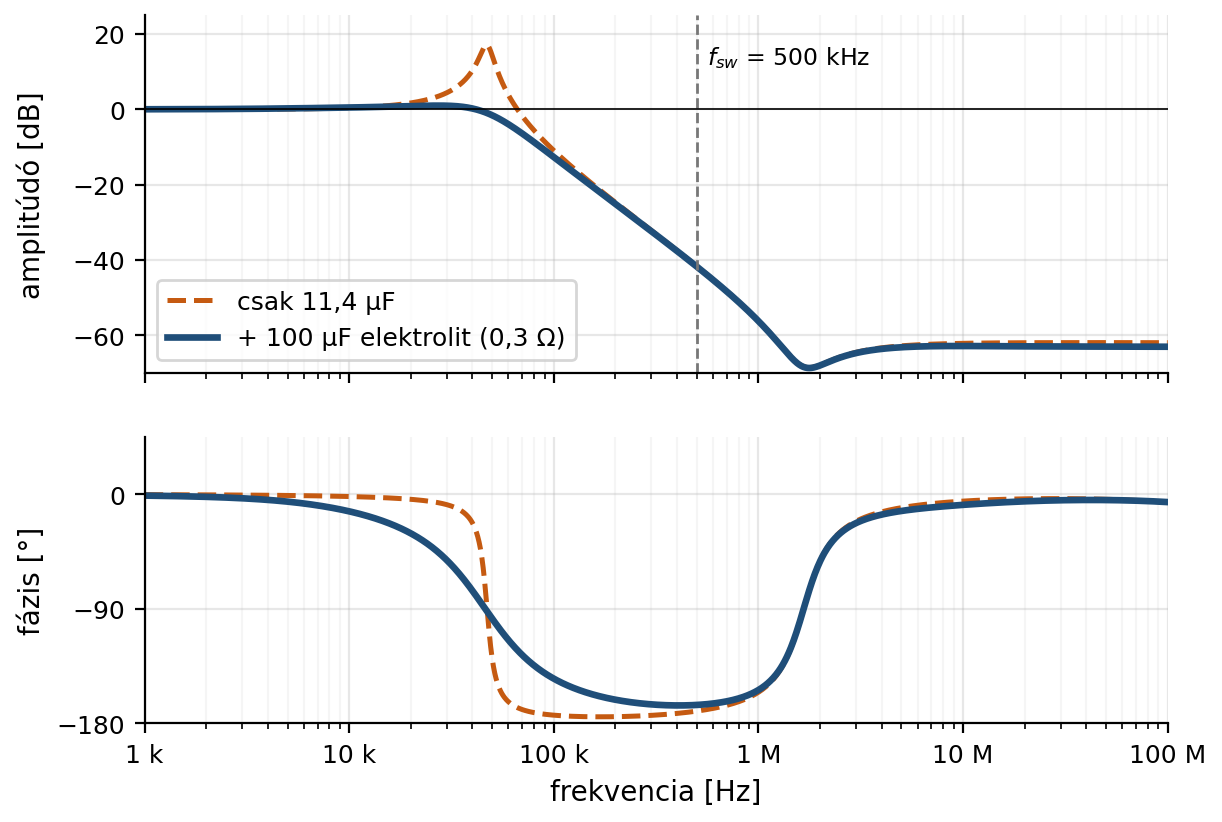 20
0
−20
−40
−60
amplitúdó [dB]
f_sw = 500 kHz
csak 11,4 µF
+ 100 µF elektrolit (0,3 Ω)
0
−90
−180
fázis [°]
1 k 10 k 100 k 1 M 10 M 100 M
frekvencia [Hz]